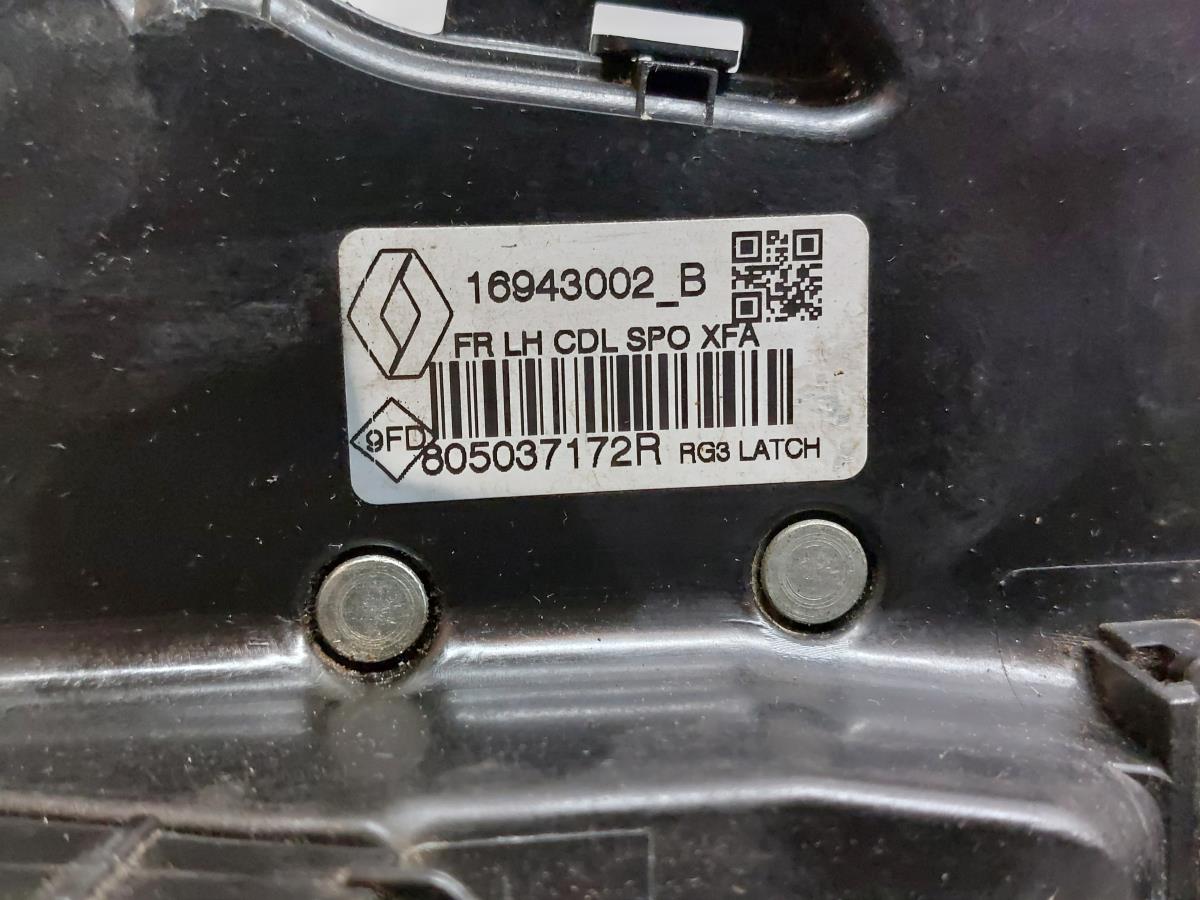 16943002_B
FR LH CDL SPO XFA
9FD
805037172R RG3 LATCH